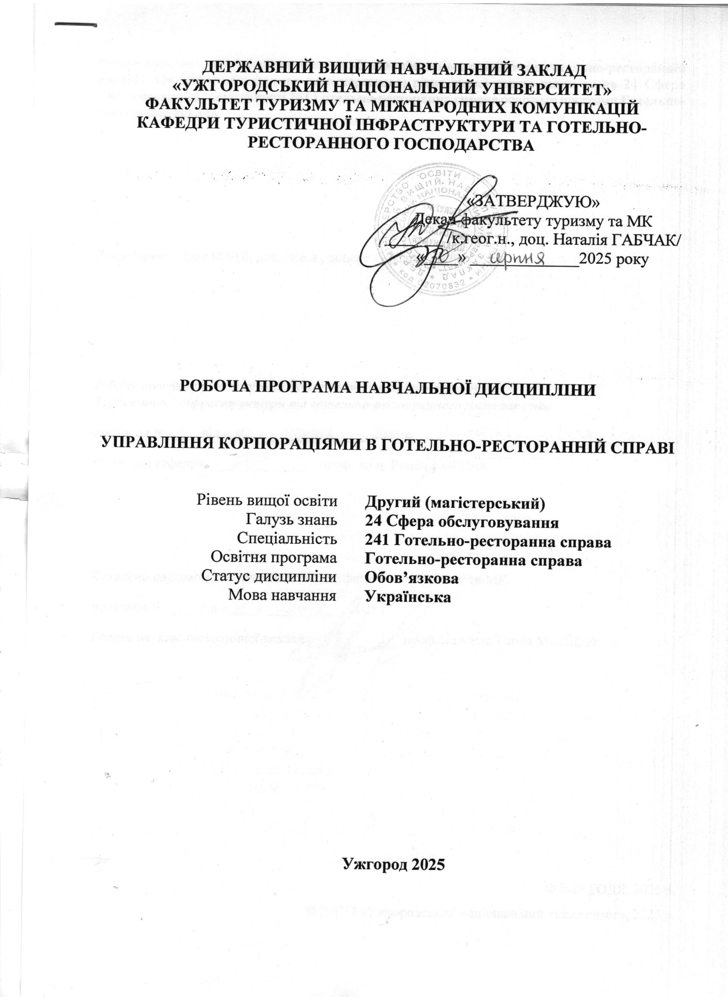 ДЕРЖАВНИЙ ВИЩИЙ НАВЧАЛЬНИЙ ЗАКЛАД
«УЖГОРОДСЬКИЙ НАЦІОНАЛЬНИЙ УНІВЕРСИТЕТ»
ФАКУЛЬТЕТ ТУРИЗМУ ТА МІЖНАРОДНИХ КОМУНІКАЦІЙ
КАФЕДРИ ТУРИСТИЧНОЇ ІНФРАСТРУКТУРИ ТА ГОТЕЛЬНО-
РЕСТОРАННОГО ГОСПОДАРСТВА
«ЗАТВЕРДЖУЮ»
Декан факультету туризму та МК
/к.геог.н., доц. Наталія ГАБЧАК/
«30» серпня 2025 року
код 02070832
РОБОЧА ПРОГРАМА НАВЧАЛЬНОЇ ДИСЦИПЛІНИ
УПРАВЛІННЯ КОРПОРАЦІЯМИ В ГОТЕЛЬНО-РЕСТОРАННІЙ СПРАВІ
Рівень вищої освіти Другий (магістерський)
Галузь знань 24 Сфера обслуговування
Спеціальність 241 Готельно-ресторанна справа
Освітня програма Готельно-ресторанна справа
Статус дисципліни Обов’язкова
Мова навчання Українська
Ужгород 2025